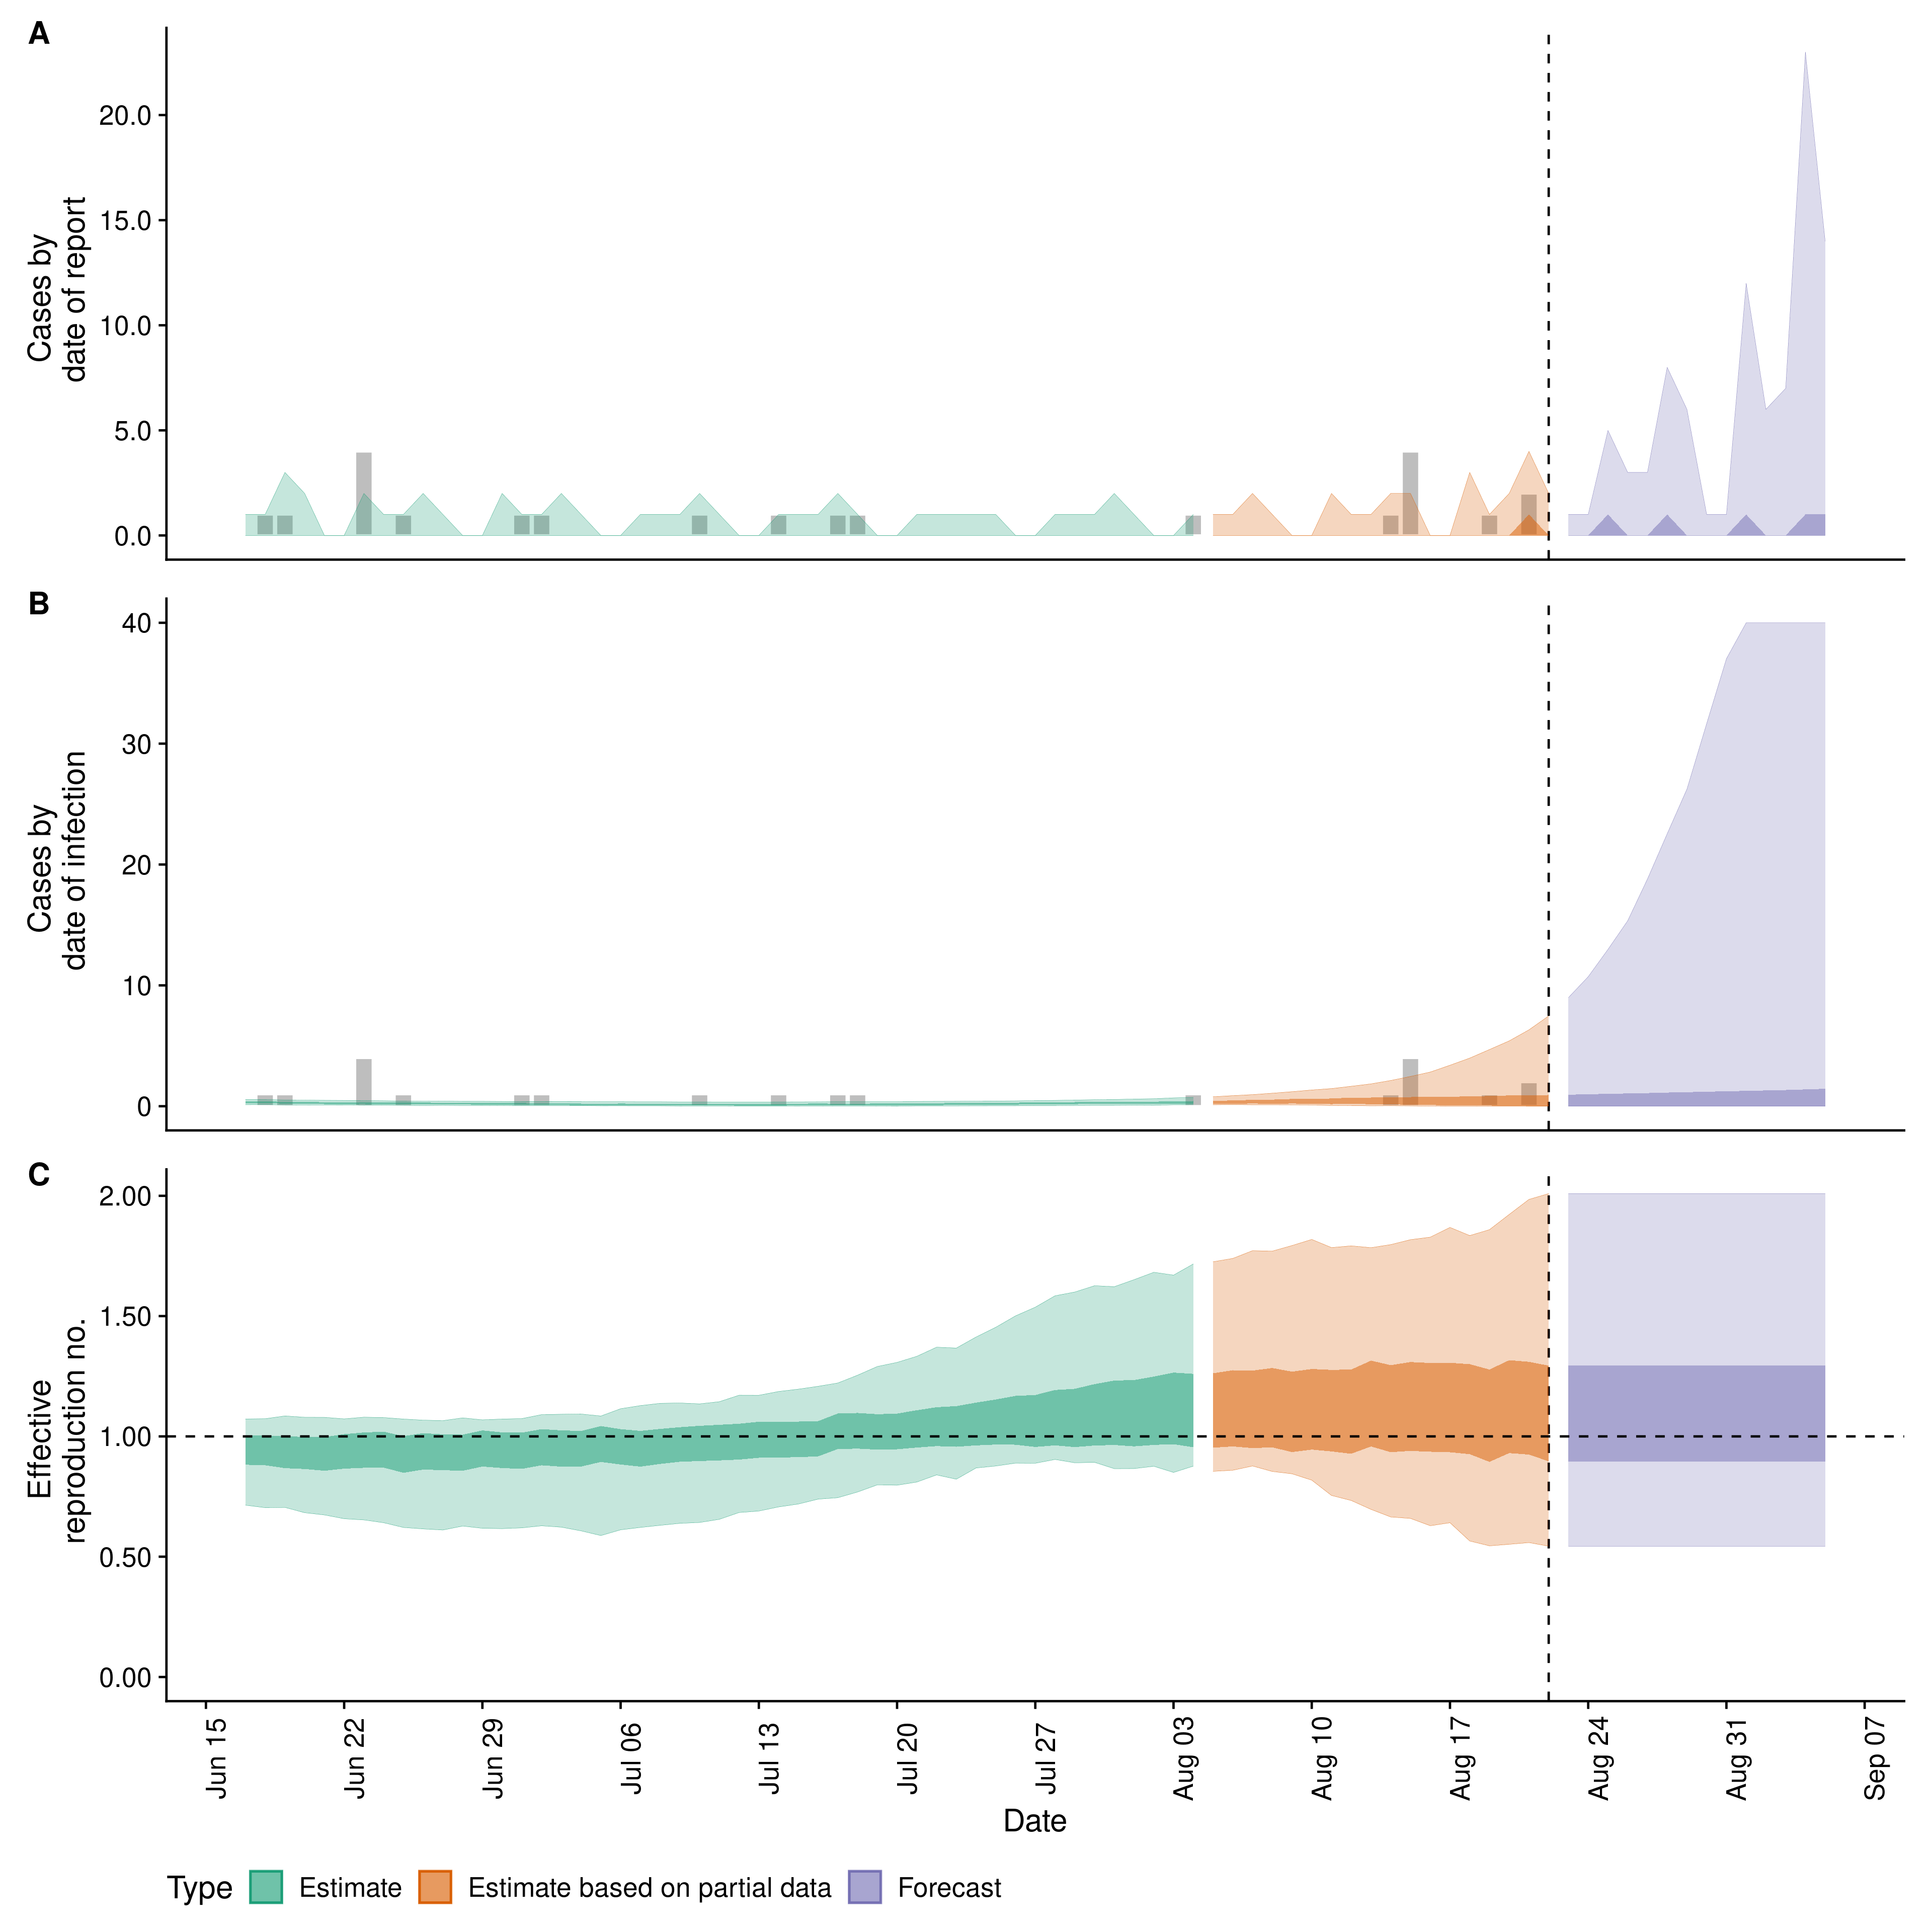 A
Cases by
date of report
20.0
15.0
10.0
5.0
0.0
B
Cases by
date of infection
40
30
20
10
0
C
Effective
reproduction no.
2.00
1.50
1.00
0.50
0.00
Jun 15
Jun 22
Jun 29
Jul 06
Jul 13
Jul 20
Jul 27
Aug 03
Aug 10
Aug 17
Aug 24
Aug 31
Sep 07
Date
Type Estimate Estimate based on partial data Forecast